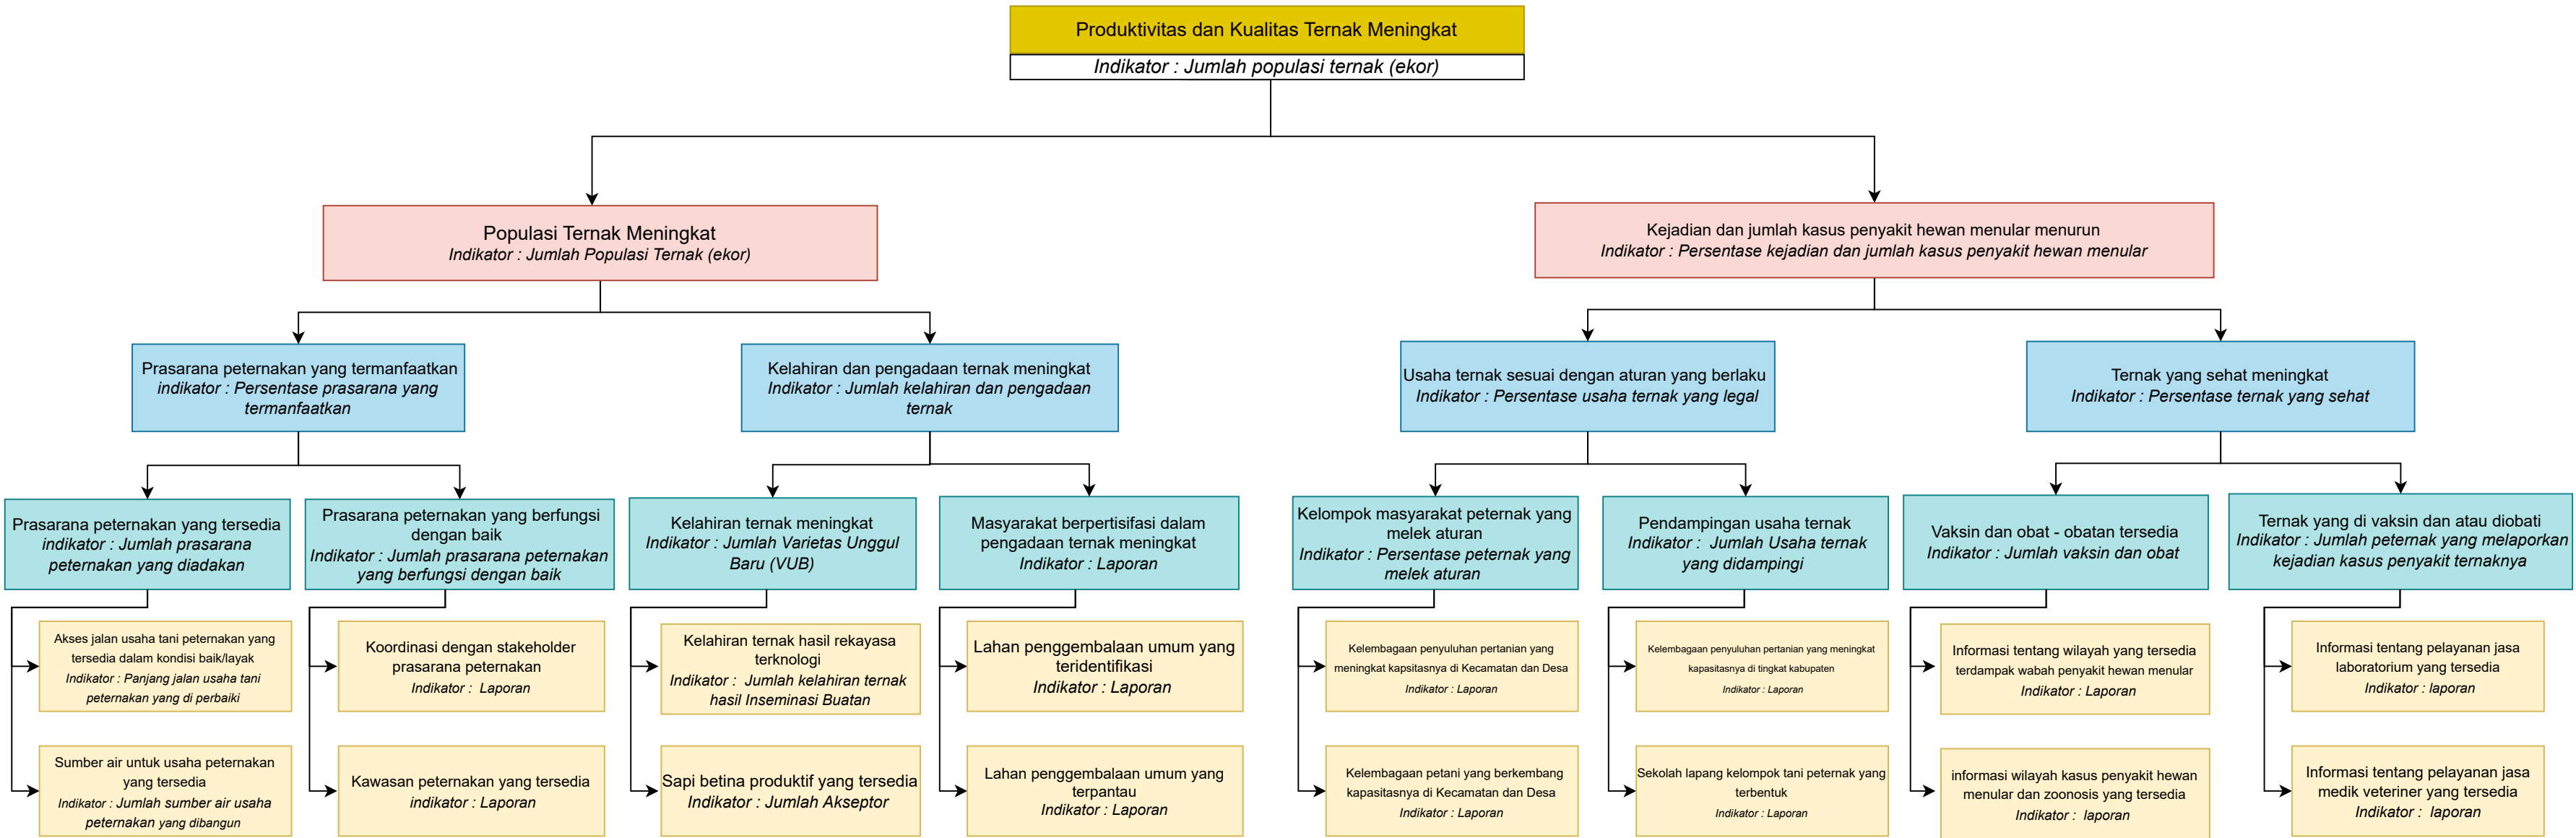 Produktivitas dan Kualitas Ternak Meningkat
Indikator : Jumlah populasi ternak (ekor)
Populasi Ternak Meningkat
Indikator : Jumlah Populasi Ternak (ekor)
Kejadian dan jumlah kasus penyakit hewan menular menurun
Indikator : Persentase kejadian dan jumlah kasus penyakit hewan menular
Prasarana peternakan yang termanfaatkan
indikator : Persentase prasarana yang
termanfaatkan
Kelahiran dan pengadaan ternak meningkat
Indikator : Jumlah kelahiran dan pengadaan
ternak
Usaha ternak sesuai dengan aturan yang berlaku
Indikator : Persentase usaha ternak yang legal
Ternak yang sehat meningkat
Indikator : Persentase ternak yang sehat
Prasarana peternakan yang tersedia
indikator : Jumlah prasarana
peternakan yang diadakan
Prasarana peternakan yang berfungsi
dengan baik
Indikator : Jumlah prasarana peternakan
yang berfungsi dengan baik
Kelahiran ternak meningkat
Indikator : Jumlah Varietas Unggul
Baru (VUB)
Masyarakat berpertisifasi dalam
pengadaan ternak meningkat
Indikator : Laporan
Kelompok masyarakat peternak yang
melek aturan
Indikator : Persentase peternak yang
melek aturan
Pendampingan usaha ternak
Indikator : Jumlah Usaha ternak
yang didampingi
Vaksin dan obat - obatan tersedia
Indikator : Jumlah vaksin dan obat
Ternak yang di vaksin dan atau diobati
Indikator : Jumlah peternak yang melaporkan
kejadian kasus penyakit ternaknya
Akses jalan usaha tani peternakan yang
tersedia dalam kondisi baik/layak
Indikator : Panjang jalan usaha tani
peternakan yang di perbaiki
Koordinasi dengan stakeholder
prasarana peternakan
Indikator : Laporan
Kelahiran ternak hasil rekayasa
terknologi
Indikator : Jumlah kelahiran ternak
hasil Inseminasi Buatan
Lahan penggembalaan umum yang
teridentifikasi
Indikator : Laporan
Kelembagaan penyuluhan pertanian yang
meningkat kapsitasnya di Kecamatan dan Desa
Indikator : Laporan
Kelembagaan penyuluhan pertanian yang meningkat
kapasitasnya di tingkat kabupaten
Indikator : Laporan
Informasi tentang wilayah yang tersedia
terdampak wabah penyakit hewan menular
Indikator : Laporan
Informasi tentang pelayanan jasa
laboratorium yang tersedia
Indikator : laporan
Sumber air untuk usaha peternakan
yang tersedia
Indikator : Jumlah sumber air usaha
peternakan yang dibangun
Kawasan peternakan yang tersedia
indikator : Laporan
Sapi betina produktif yang tersedia
Indikator : Jumlah Akseptor
Lahan penggembalaan umum yang
terpantau
Indikator : Laporan
Kelembagaan petani yang berkembang
kapasitasnya di Kecamatan dan Desa
Indikator : Laporan
Sekolah lapang kelompok tani peternak yang
terbentuk
Indikator : Laporan
informasi wilayah kasus penyakit hewan
menular dan zoonosis yang tersedia
Indikator : laporan
Informasi tentang pelayanan jasa
medik veteriner yang tersedia
Indikator : laporan